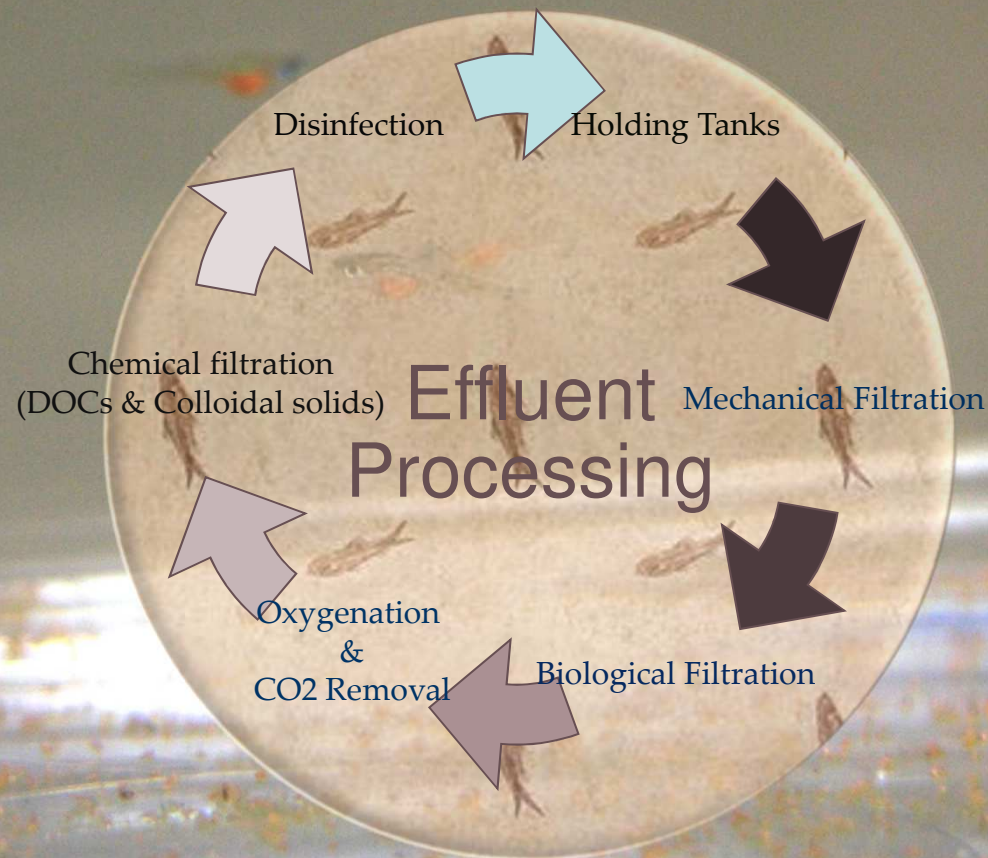 Disinfection
Holding Tanks
Chemical filtration
(DOCs & Colloidal solids)
Effluent
Processing
Mechanical Filtration
Oxygenation
&
CO2 Removal
Biological Filtration